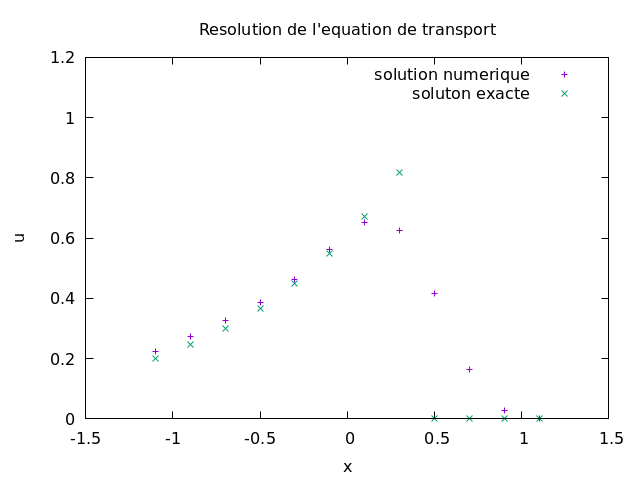 Resolution de l'equation de transport
1.2
solution numerique
soluton exacte
1
0.8
0.6
u
0.4
0.2
0
-1.5 -1 -0.5 0 0.5 1 1.5
x